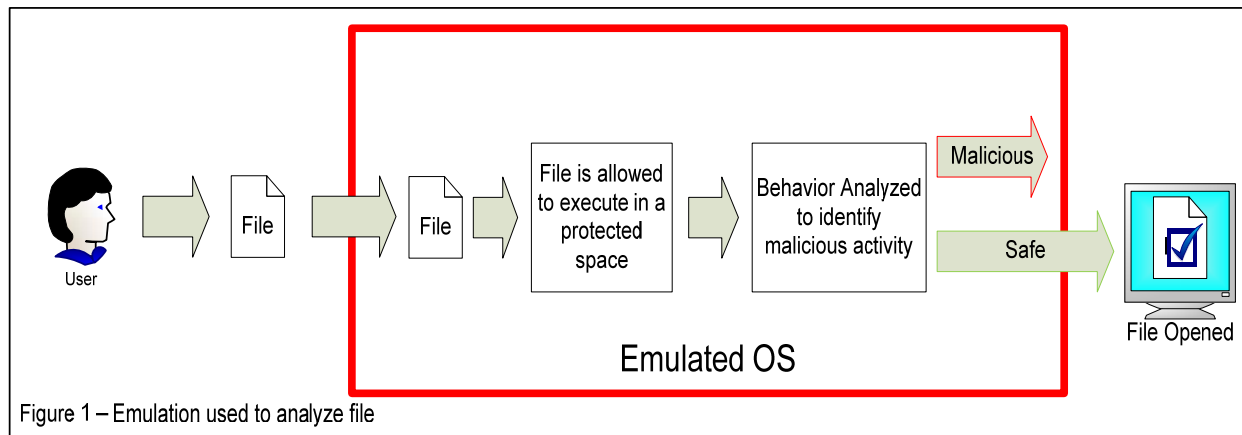 User
File
File
File is allowed
to execute in a
protected
space
Behavior Analyzed
to identify
malicious activity
Malicious
Safe
File Opened
Emulated OS
Figure 1 – Emulation used to analyze file